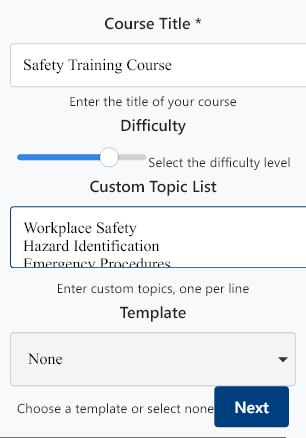 Course Title *
Safety Training Course
Enter the title of your course
Difficulty
Select the difficulty level
Custom Topic List
Workplace Safety
Hazard Identification
Emergency Procedures
Enter custom topics, one per line
Template
None
Choose a template or select none
Next